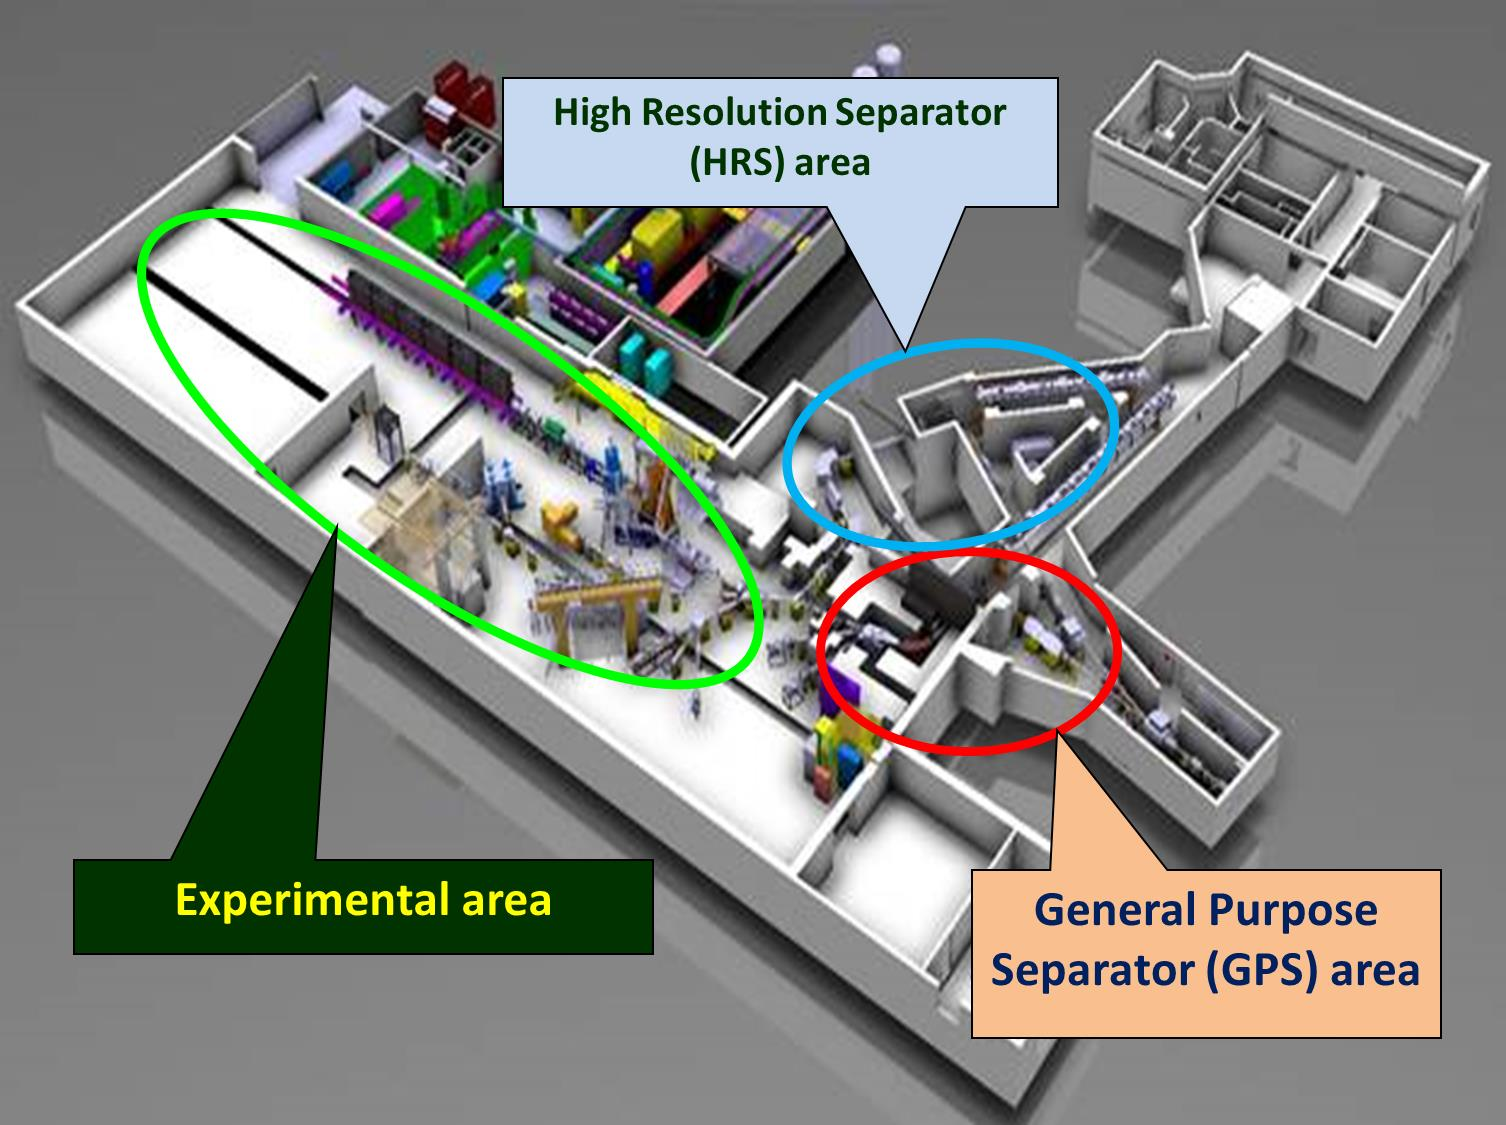 High Resolution Separator
(HRS) area
Experimental area
General Purpose
Separator (GPS) area